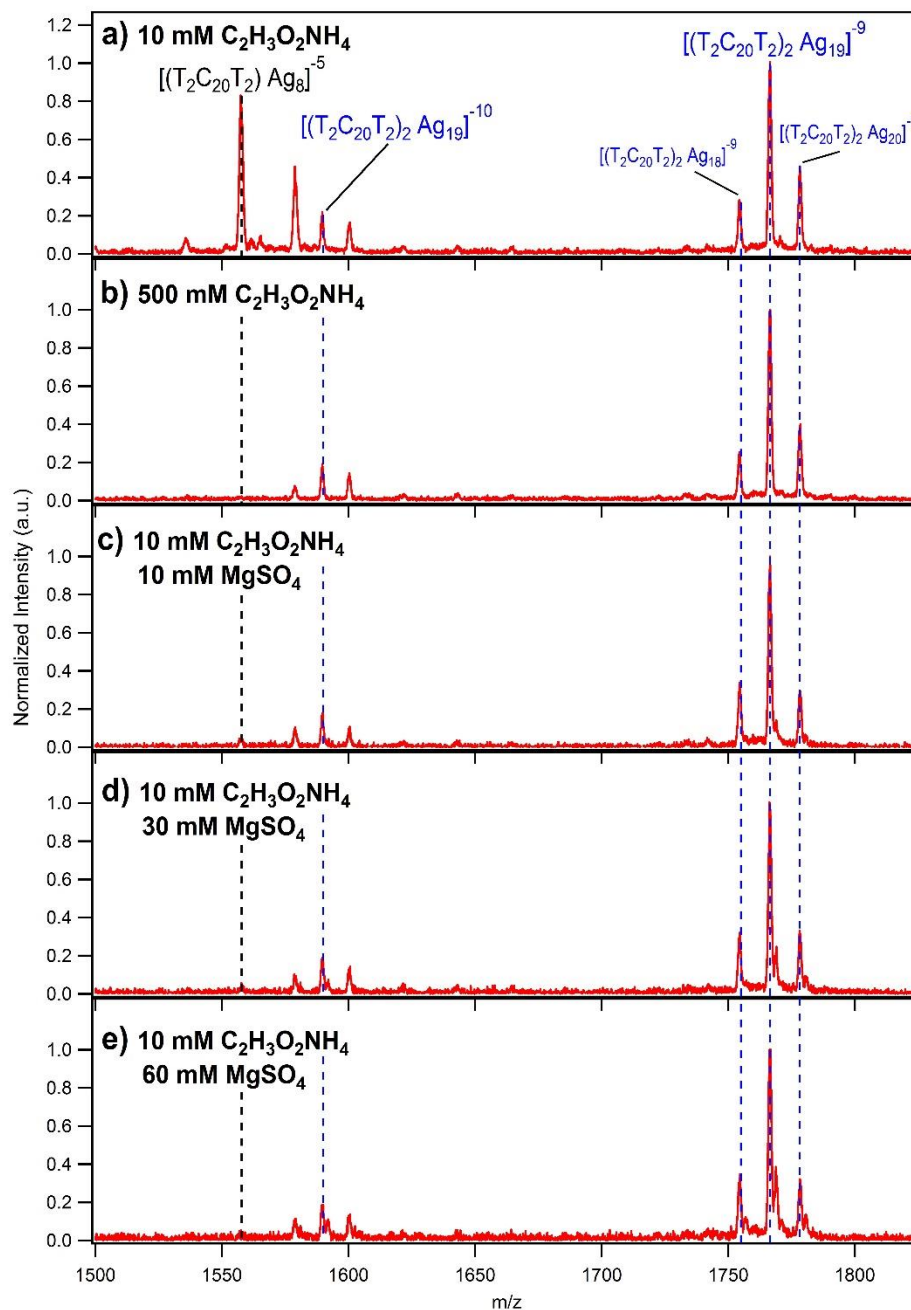 a) 10 mM C₂H₃O₂NH₄
[(T₂C₂₀T₂) Ag₈]⁻⁵
[(T₂C₂₀T₂)₂ Ag₁₉]⁻¹⁰
[(T₂C₂₀T₂)₂ Ag₁₉]⁻⁹
[(T₂C₂₀T₂)₂ Ag₁₈]⁻⁹
[(T₂C₂₀T₂)₂ Ag₂₀]⁻
1.2
1.0
0.8
0.6
0.4
0.2
0.0
b) 500 mM C₂H₃O₂NH₄
1.0
0.8
0.6
0.4
0.2
0.0
c) 10 mM C₂H₃O₂NH₄
10 mM MgSO₄
1.0
0.8
0.6
0.4
0.2
0.0
d) 10 mM C₂H₃O₂NH₄
30 mM MgSO₄
1.0
0.8
0.6
0.4
0.2
0.0
e) 10 mM C₂H₃O₂NH₄
60 mM MgSO₄
1.0
0.8
0.6
0.4
0.2
0.0
Normalized Intensity (a.u.)
1500 1550 1600 1650 1700 1750 1800
m/z